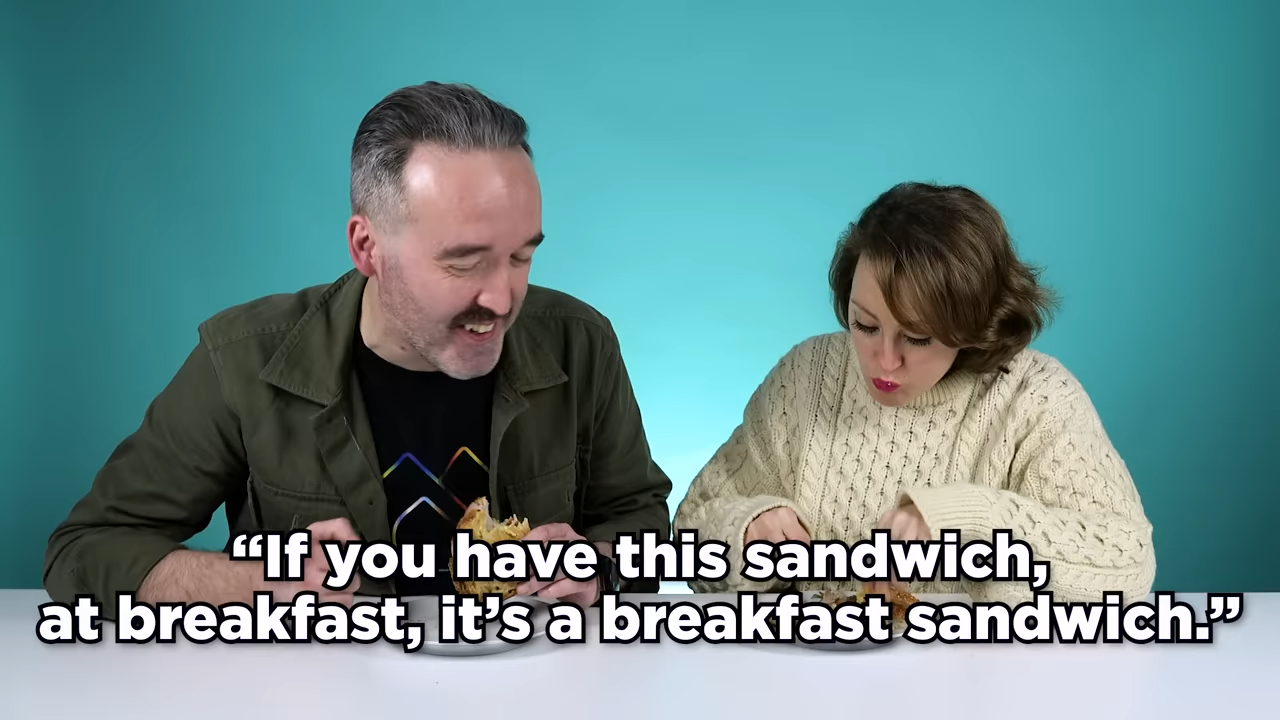 “If you have this sandwich,
at breakfast, it’s a breakfast sandwich.”